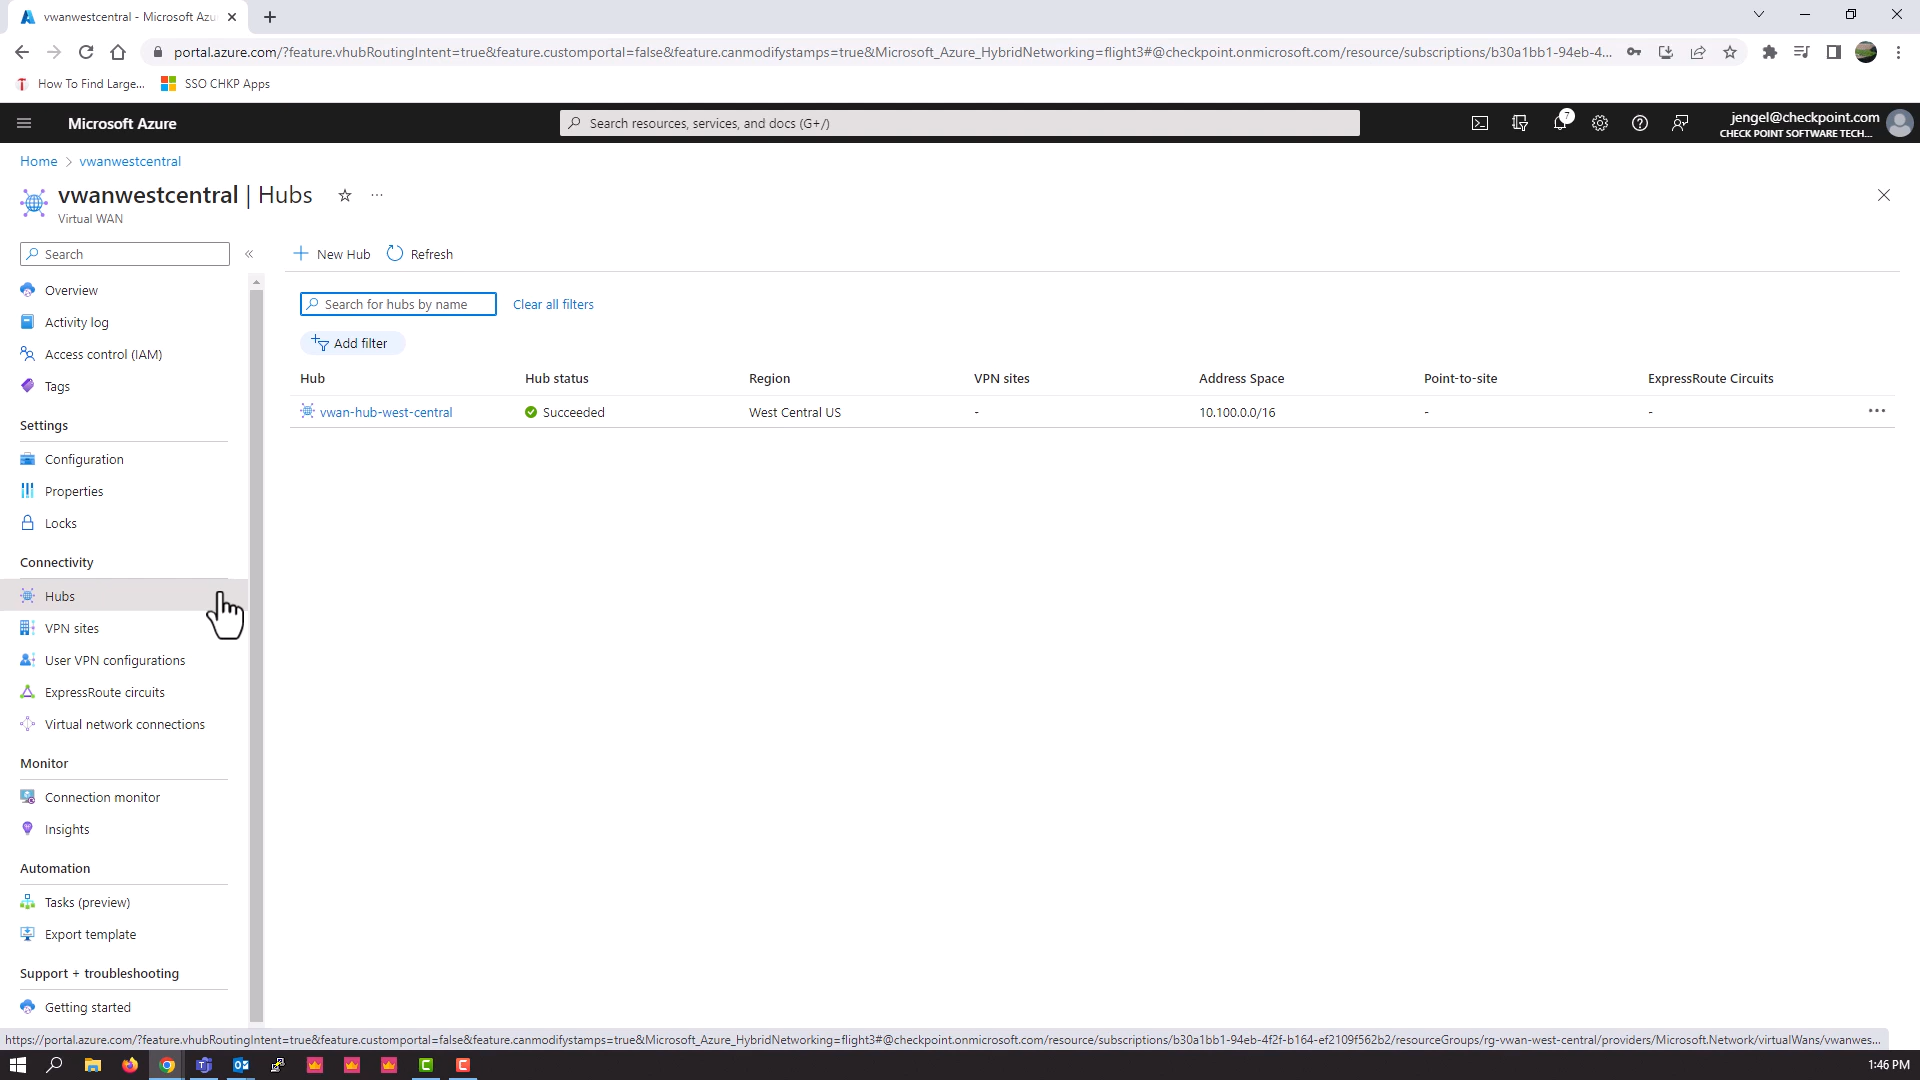 vwanwestcentral - Microsoft Azu
portal.azure.com/?feature.vhubRoutingIntent=true&feature.customportal=false&feature.canmodifystamps=true&Microsoft_Azure_HybridNetworking=flight3#@checkpoint.onmicrosoft.com/resource/subscriptions/b30a1bb1-94eb-4...
How To Find Large... SSO CHKP Apps
Microsoft Azure
Search resources, services, and docs (G+/)
7
jengel@checkpoint.com
CHECK POINT SOFTWARE TECH...
Home > vwanwestcentral
vwanwestcentral | Hubs
Virtual WAN
Search
New Hub Refresh
Overview
Activity log
Access control (IAM)
Tags
Settings
Configuration
Properties
Locks
Connectivity
Hubs
VPN sites
User VPN configurations
ExpressRoute circuits
Virtual network connections
Monitor
Connection monitor
Insights
Automation
Tasks (preview)
Export template
Support + troubleshooting
Getting started
Search for hubs by name Clear all filters
Add filter
Hub Hub status Region VPN sites Address Space Point-to-site ExpressRoute Circuits
vwan-hub-west-central Succeeded West Central US - 10.100.0.0/16 - -
https://portal.azure.com/?feature.vhubRoutingIntent=true&feature.customportal=false&feature.canmodifystamps=true&Microsoft_Azure_HybridNetworking=flight3#@checkpoint.onmicrosoft.com/resource/subscriptions/b30a1bb1-94eb-4f2f-b164-ef2109f562b2/resourceGroups/rg-vwan-west-central/providers/Microsoft.Network/virtualWans/vwanwes...
1:46 PM